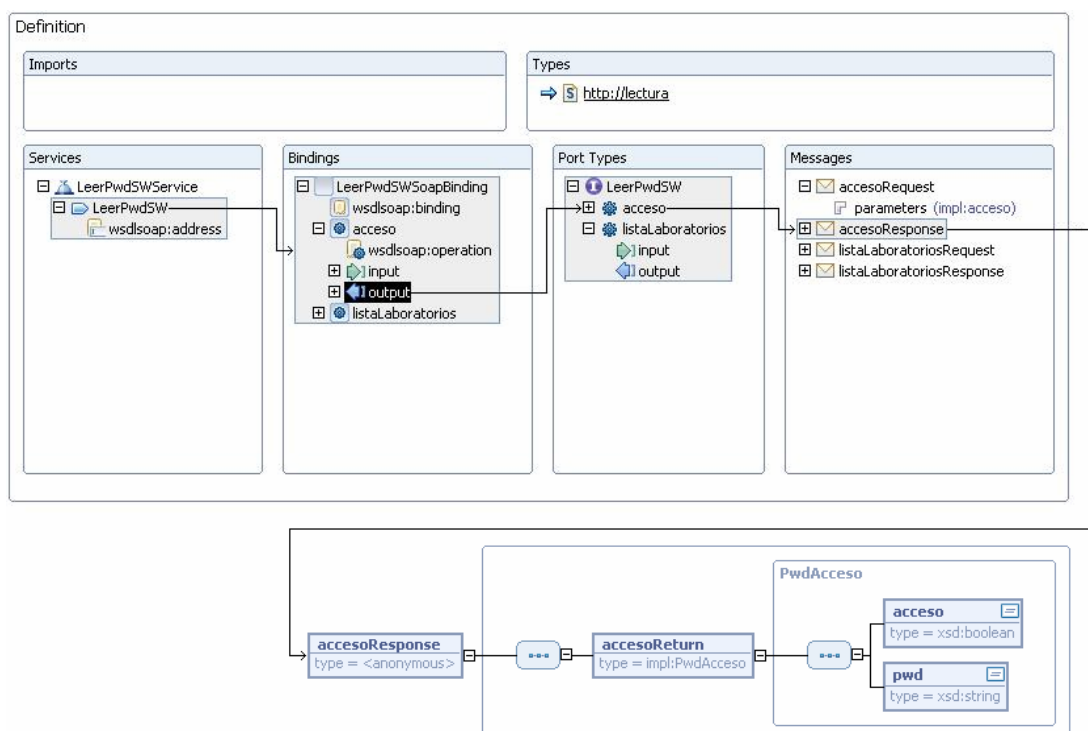 Definition
Imports
Types
http://lectura
Services
LeerPwdSWService
LeerPwdSW
wsdlsoap:address
Bindings
LeerPwdSWSoapBinding
wsdlsoap:binding
acceso
wsdlsoap:operation
input
output
listaLaboratorios
Port Types
LeerPwdSW
acceso
listaLaboratorios
input
output
Messages
accesoRequest
parameters (impl:acceso)
accesoResponse
listaLaboratoriosRequest
listaLaboratoriosResponse
accesoResponse
type = <anonymous>
accesoReturn
type = impl:PwdAcceso
PwdAcceso
acceso
type = xsd:boolean
pwd
type = xsd:string